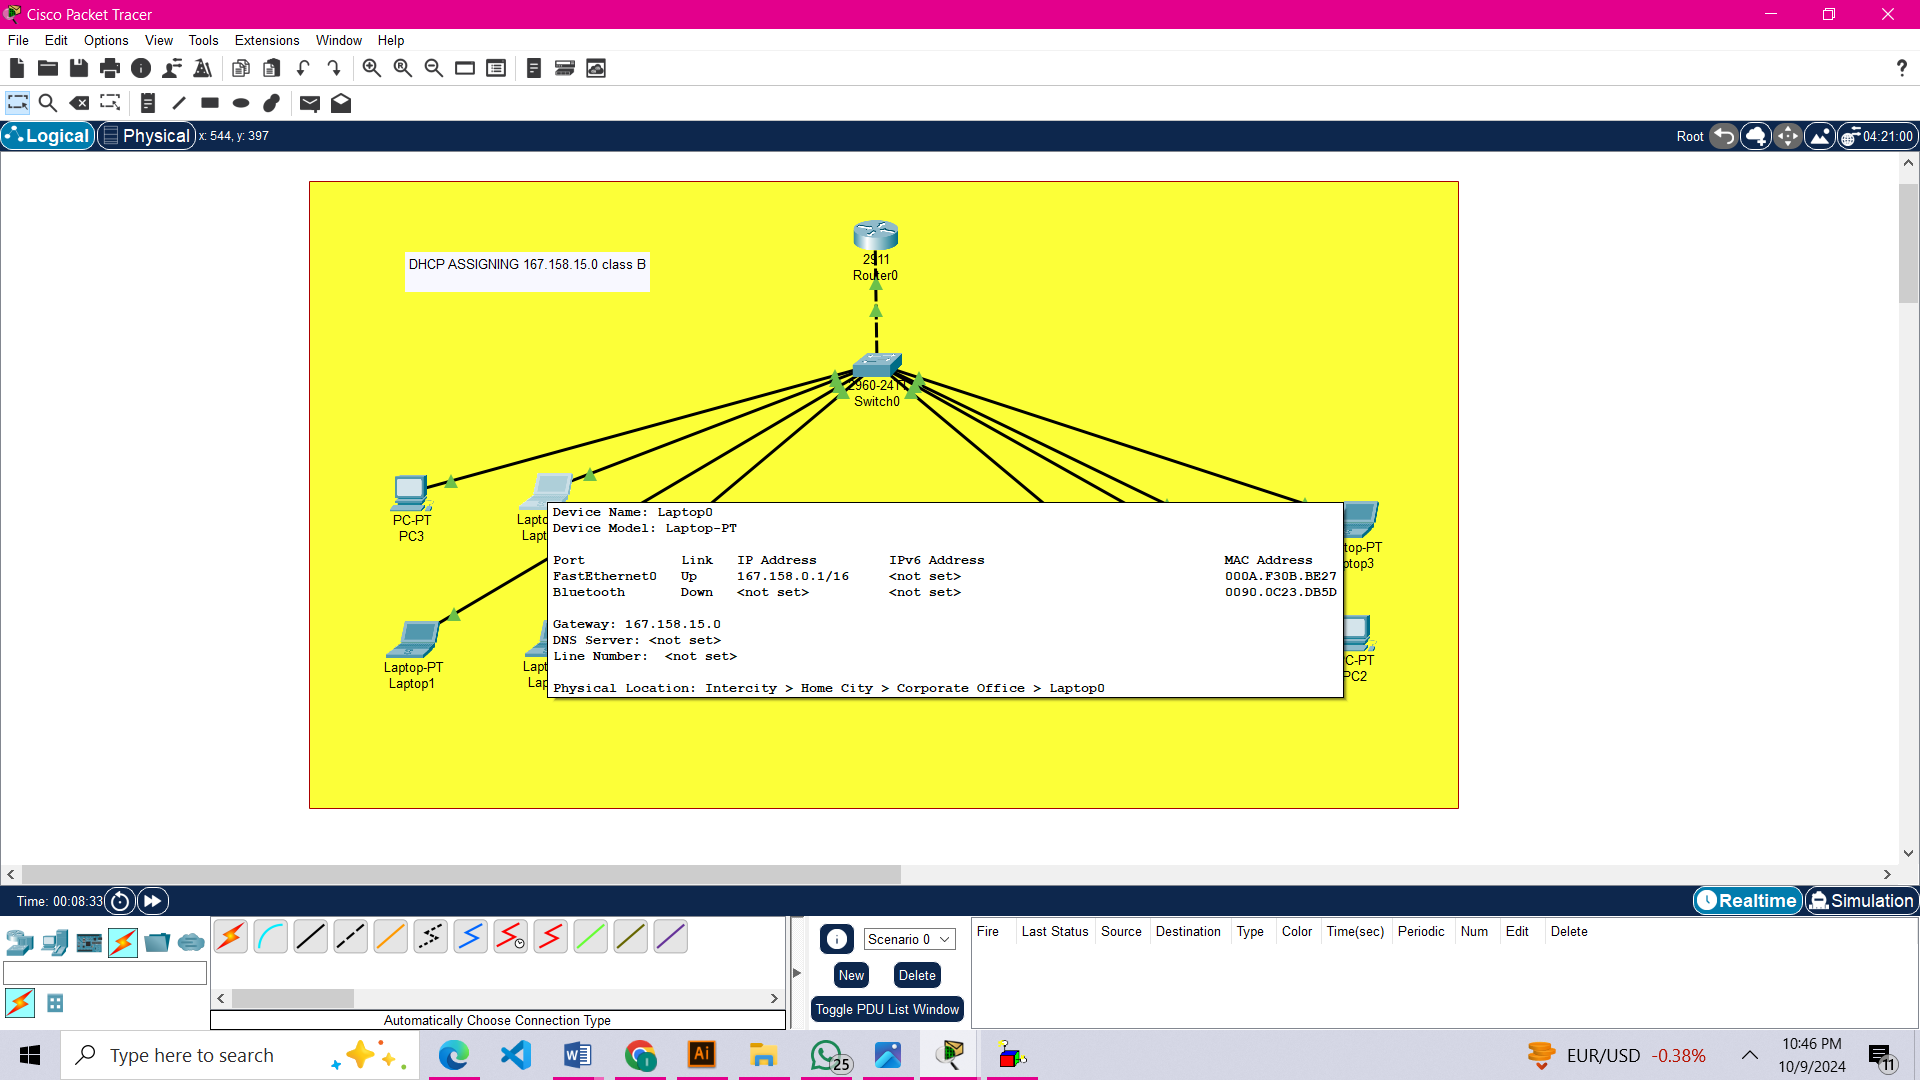 Cisco Packet Tracer
File Edit Options View Tools Extensions Window Help
?
Logical Physical x: 544, y: 397
Root 04:21:00
DHCP ASSIGNING 167.158.15.0 class B
2911
Router0
Switch0
PC-PT
PC3
Laptop-PT
Laptop1
Device Name: Laptop0
Device Model: Laptop-PT
Port Link IP Address IPv6 Address MAC Address
FastEthernet0 Up 167.158.0.1/16 <not set> 000A.F30B.BE27
Bluetooth Down <not set> <not set> 0090.0C23.DB5D
Gateway: 167.158.15.0
DNS Server: <not set>
Line Number: <not set>
Physical Location: Intercity > Home City > Corporate Office > Laptop0
top-PT
ptop3
C-PT
PC2
Time: 00:08:33
Realtime Simulation
Scenario 0
New Delete
Toggle PDU List Window
Fire Last Status Source Destination Type Color Time(sec) Periodic Num Edit Delete
Automatically Choose Connection Type
Type here to search
25
EUR/USD -0.38%
10:46 PM
10/9/2024
11